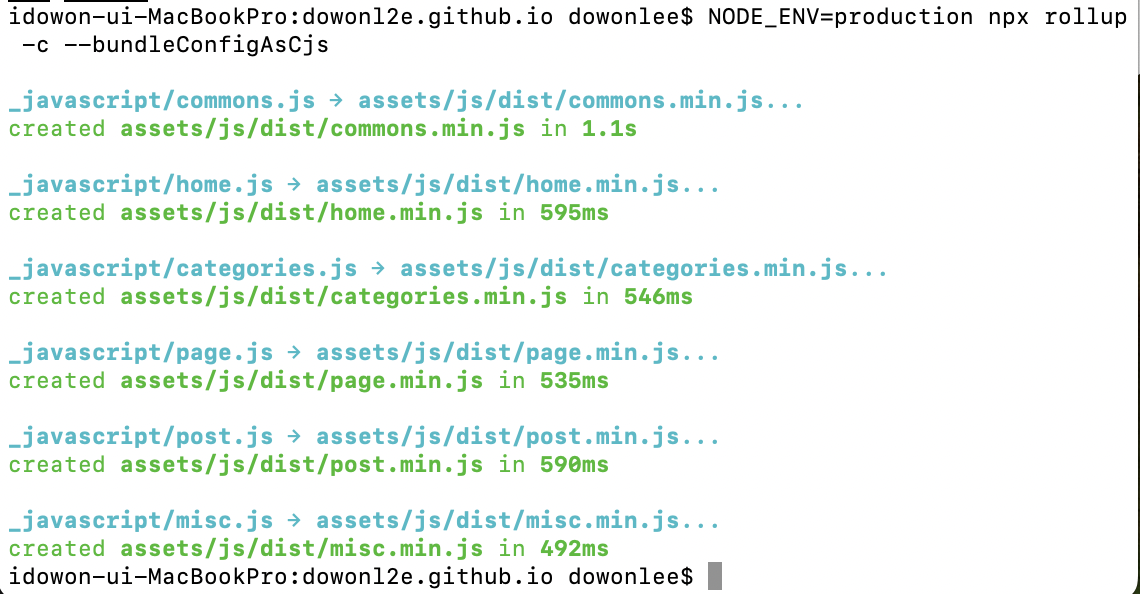 idowon-ui-MacBookPro:dowonl2e.github.io dowonlee$ NODE_ENV=production npx rollup
-c --bundleConfigAsCjs
_javascript/commons.js → assets/js/dist/commons.min.js...
created assets/js/dist/commons.min.js in 1.1s
_javascript/home.js → assets/js/dist/home.min.js...
created assets/js/dist/home.min.js in 595ms
_javascript/categories.js → assets/js/dist/categories.min.js...
created assets/js/dist/categories.min.js in 546ms
_javascript/page.js → assets/js/dist/page.min.js...
created assets/js/dist/page.min.js in 535ms
_javascript/post.js → assets/js/dist/post.min.js...
created assets/js/dist/post.min.js in 590ms
_javascript/misc.js → assets/js/dist/misc.min.js...
created assets/js/dist/misc.min.js in 492ms
idowon-ui-MacBookPro:dowonl2e.github.io dowonlee$